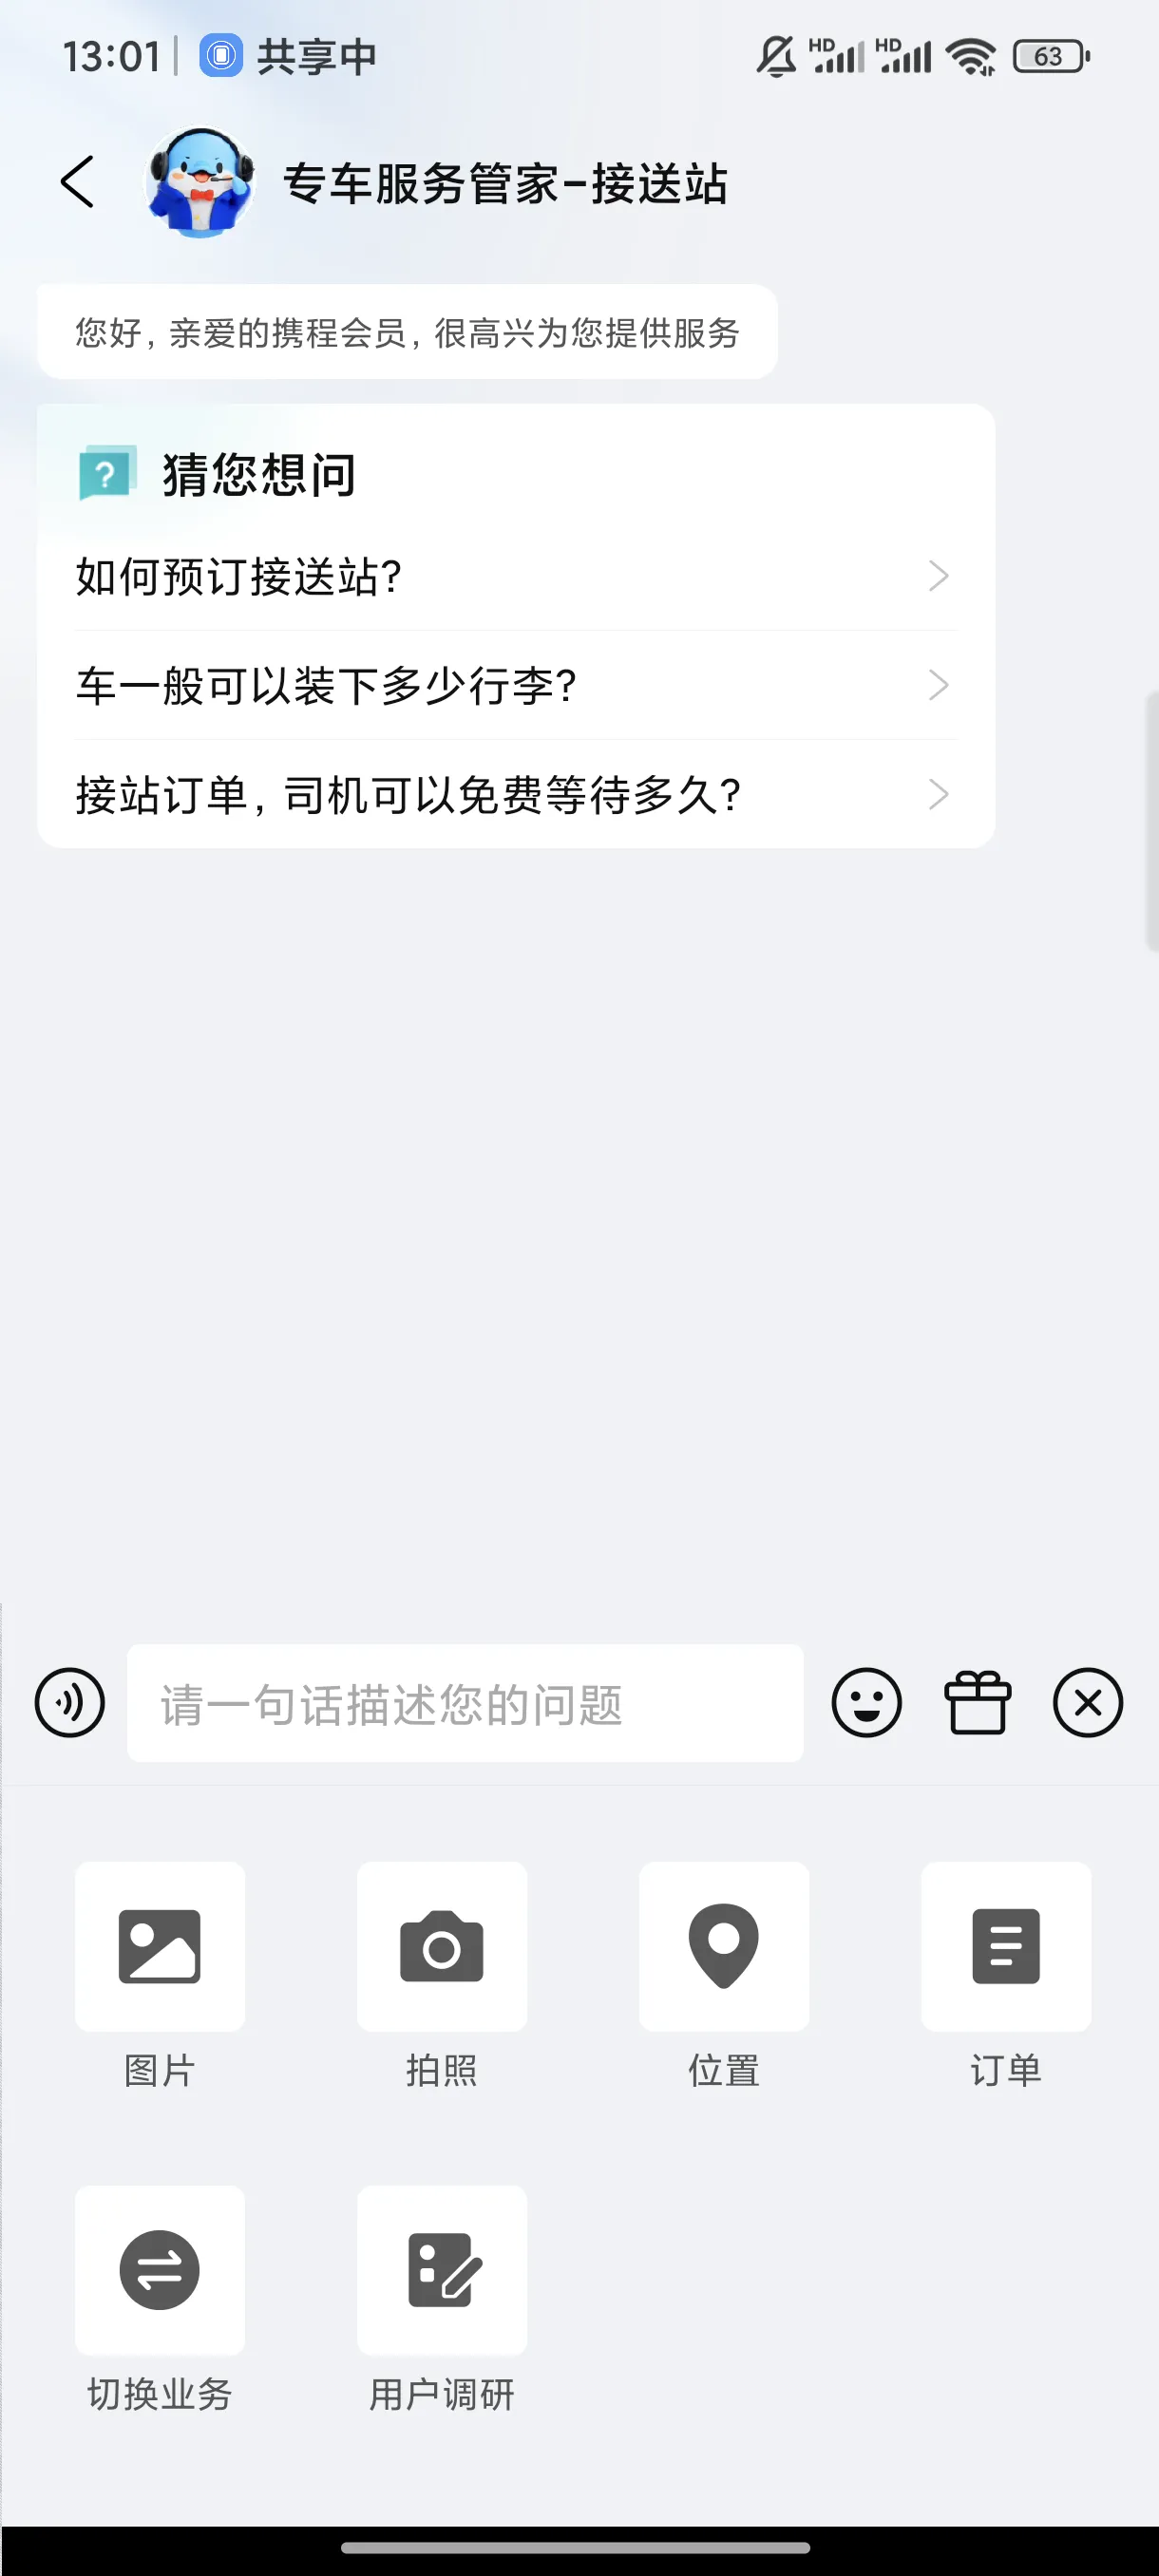 13:01
共享中
HD HD 63
专车服务管家-接送站
您好，亲爱的携程会员，很高兴为您提供服务
? 猜您想问
如何预订接送站?
车一般可以装下多少行李?
接站订单，司机可以免费等待多久?
请一句话描述您的问题
图片 拍照 位置 订单
切换业务 用户调研